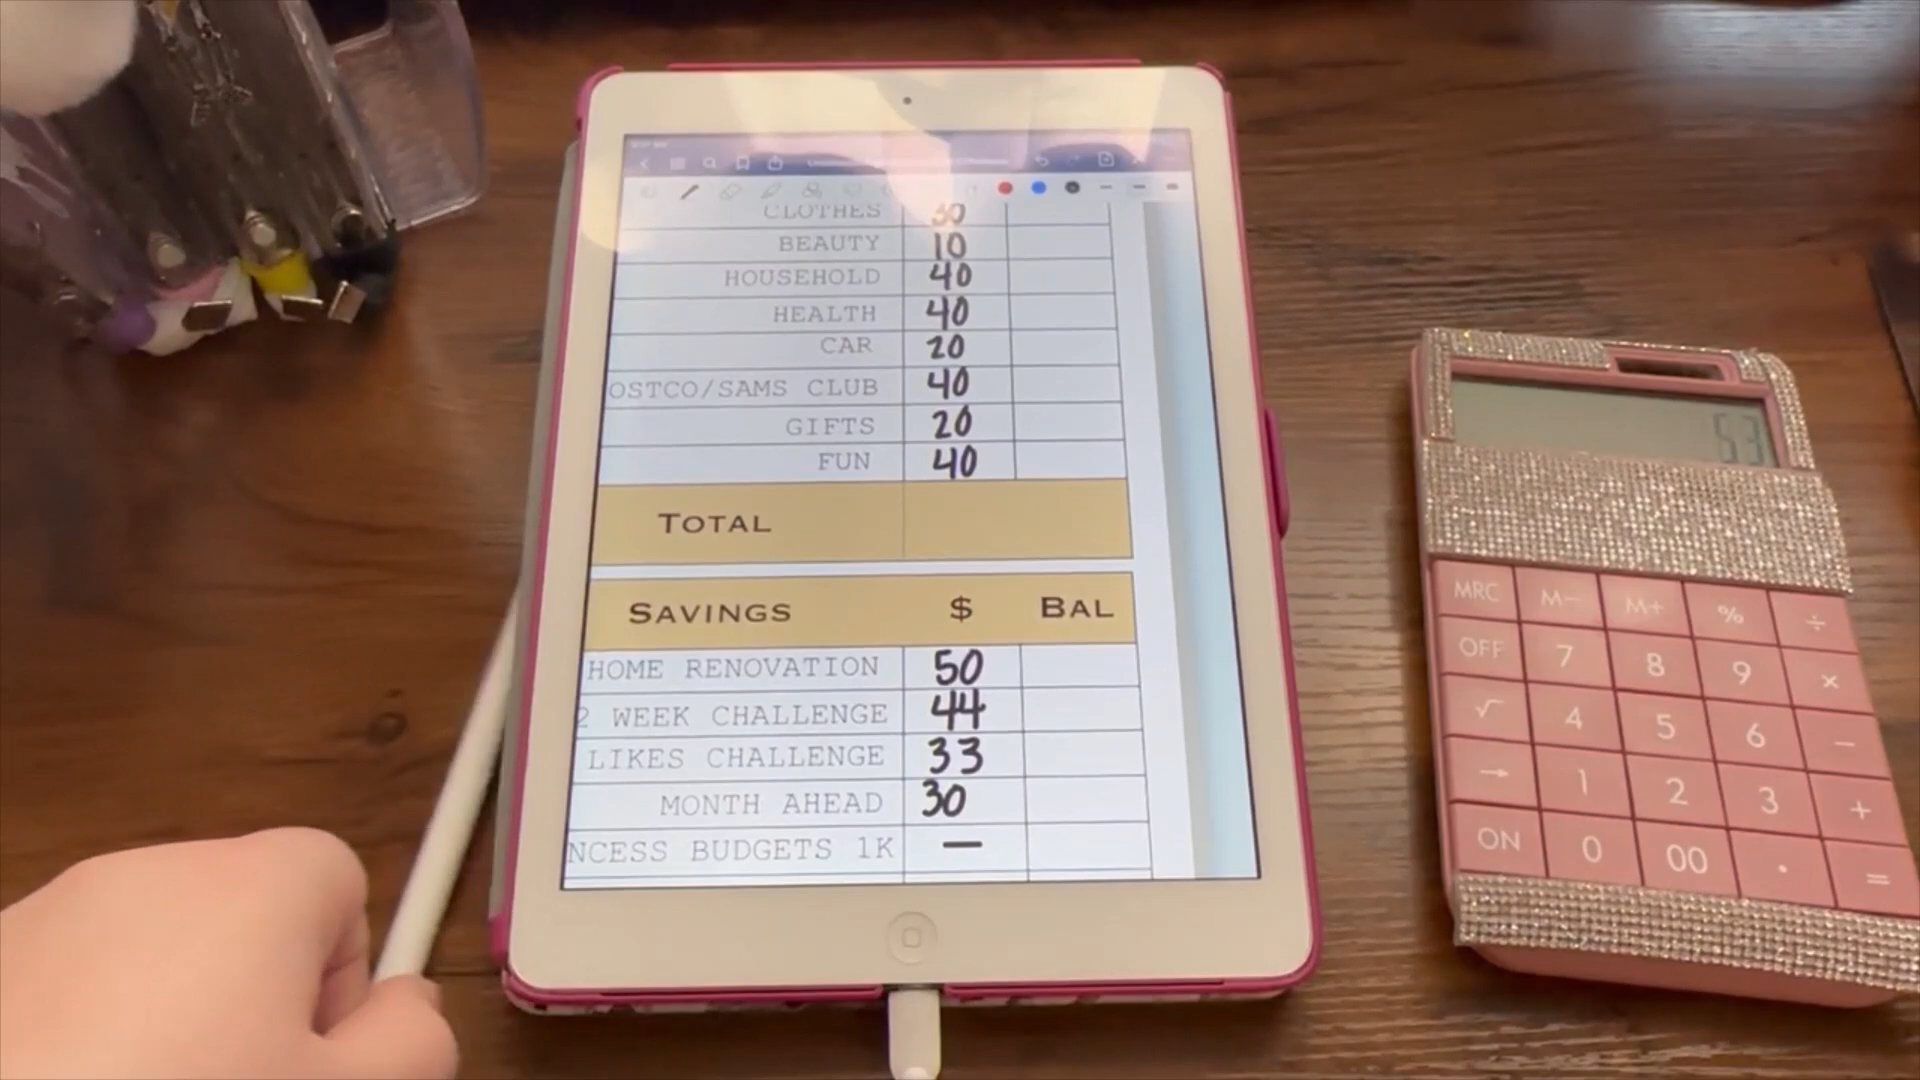 CLOTHES 30
BEAUTY 10
HOUSEHOLD 40
HEALTH 40
CAR 20
OSTCO/SAMS CLUB 40
GIFTS 20
FUN 40
TOTAL
SAVINGS $ BAL
HOME RENOVATION 50
2 WEEK CHALLENGE 44
LIKES CHALLENGE 33
MONTH AHEAD 30
NCESS BUDGETS 1K —
53
MRC M− M+ % ÷
OFF 7 8 9 ×
√ 4 5 6 −
→ 1 2 3 +
ON 0 00 . =